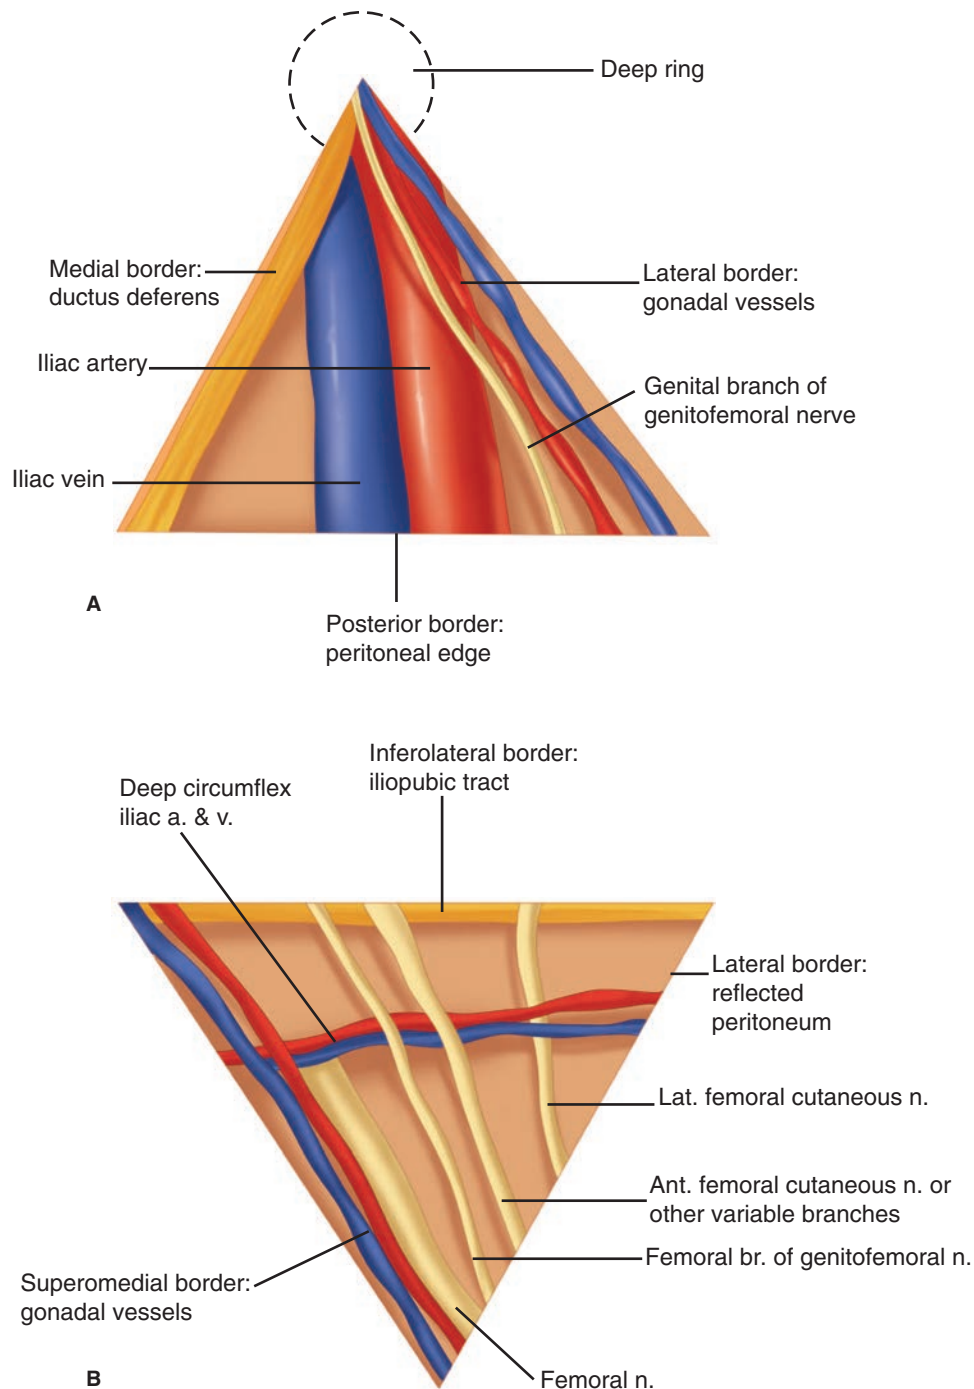 Deep ring
Medial border:
ductus deferens
Lateral border:
gonadal vessels
Iliac artery
Genital branch of
genitofemoral nerve
Iliac vein
A
Posterior border:
peritoneal edge
Inferolateral border:
iliopubic tract
Deep circumflex
iliac a. & v.
Lateral border:
reflected
peritoneum
Lat. femoral cutaneous n.
Ant. femoral cutaneous n. or
other variable branches
Femoral br. of genitofemoral n.
Superomedial border:
gonadal vessels
Femoral n.
B